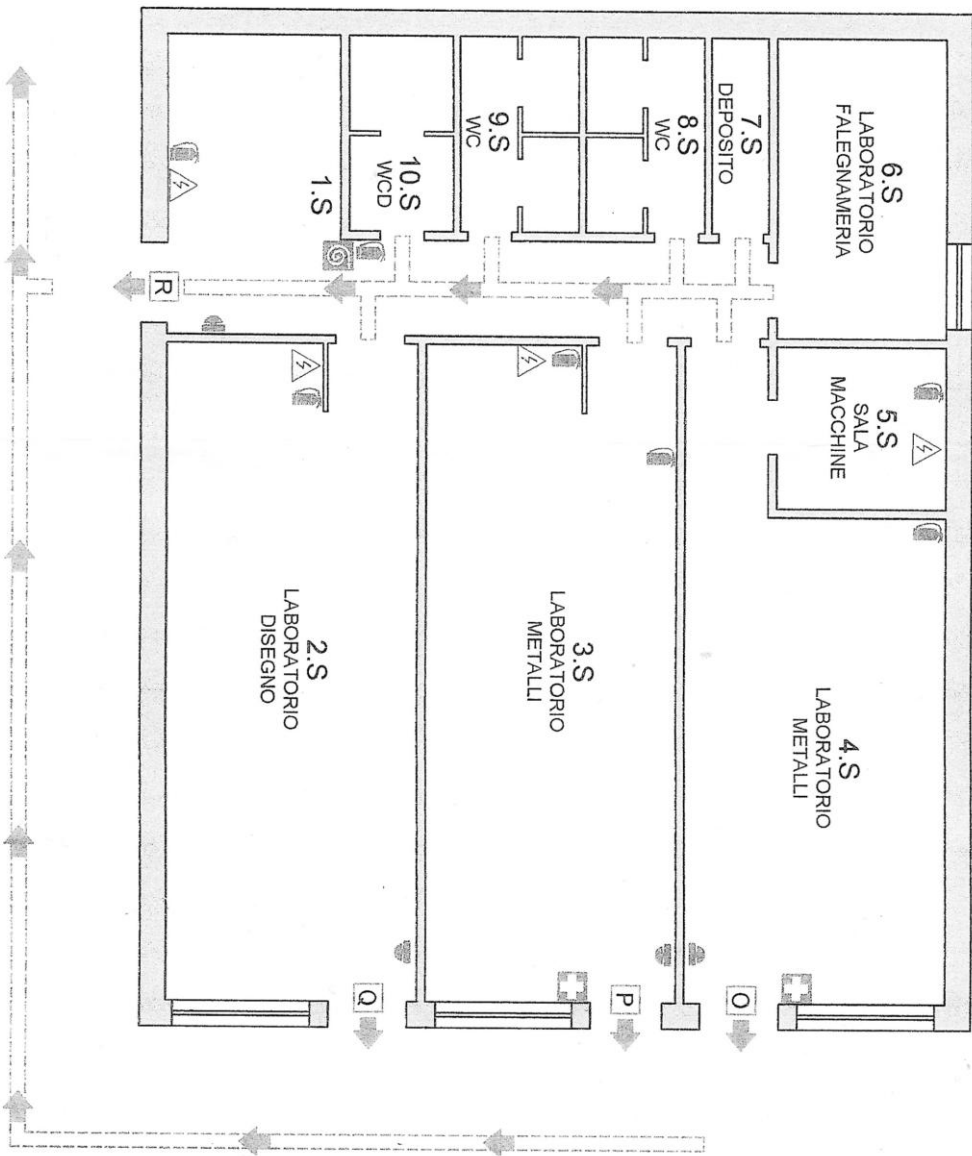 6.S
LABORATORIO
FALEGNAMERIA
7.S
DEPOSITO
8.S
WC
9.S
WC
10.S
WCD
1.S
R
5.S
SALA
MACCHINE
4.S
LABORATORIO
METALLI
3.S
LABORATORIO
METALLI
2.S
LABORATORIO
DISEGNO
O
P
Q